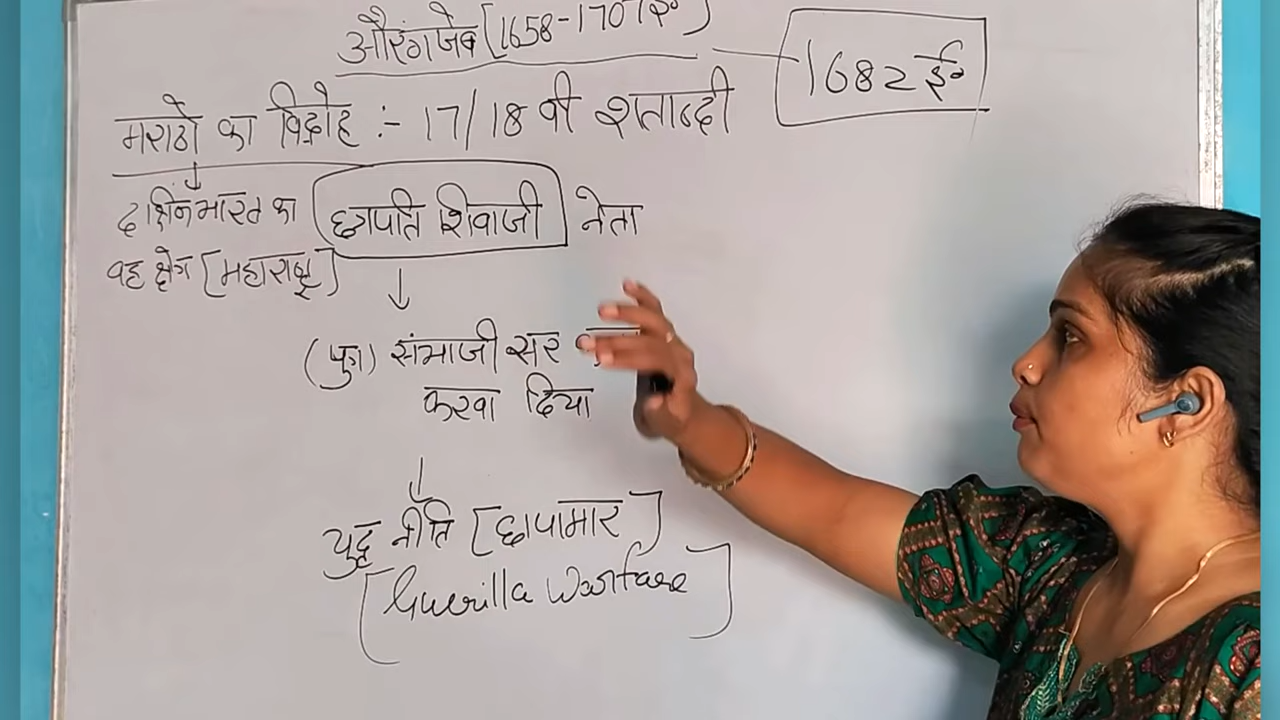 औरंगजेब [1658-1707ई०)
1682 ई०
मराठो का विद्रोह :- 17/18 वी शताब्दी
दक्षिनभारत का छत्रपति शिवाजी नेता
वह क्षेत्र [महाराष्ट्र]
(पुत्र) संभाजी सर
करवा दिया
युद्ध नीति [छापामार]
[Guerilla Warfare]